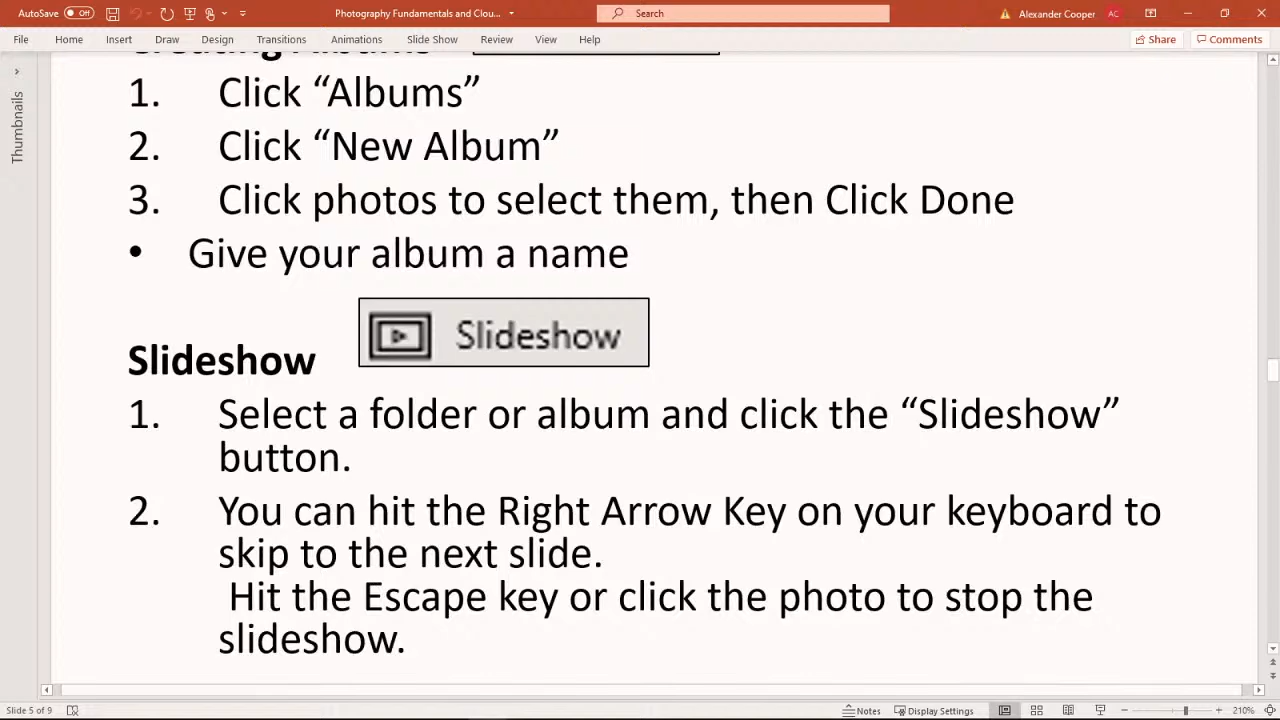 AutoSave Off Photography Fundamentals and Clou... Search Alexander Cooper AC
File Home Insert Draw Design Transitions Animations Slide Show Review View Help Share Comments
Thumbnails
Creating Albums
1. Click “Albums”
2. Click “New Album”
3. Click photos to select them, then Click Done
• Give your album a name
Slideshow
Slideshow
1. Select a folder or album and click the “Slideshow”
button.
2. You can hit the Right Arrow Key on your keyboard to
skip to the next slide.
Hit the Escape key or click the photo to stop the
slideshow.
Slide 5 of 9 Notes Display Settings 210%